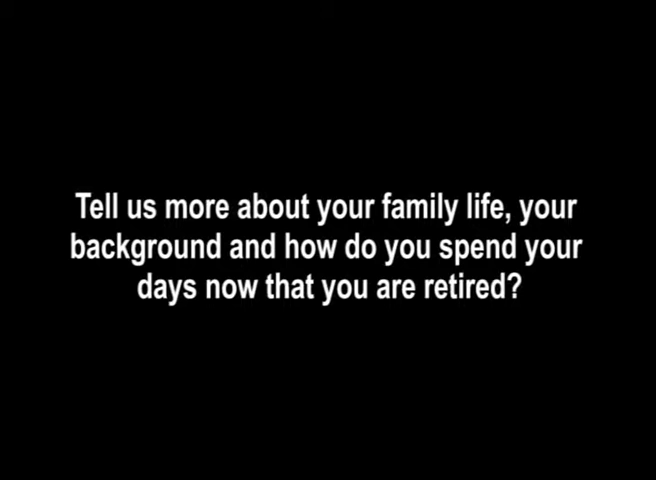 Tell us more about your family life, your
background and how do you spend your
days now that you are retired?